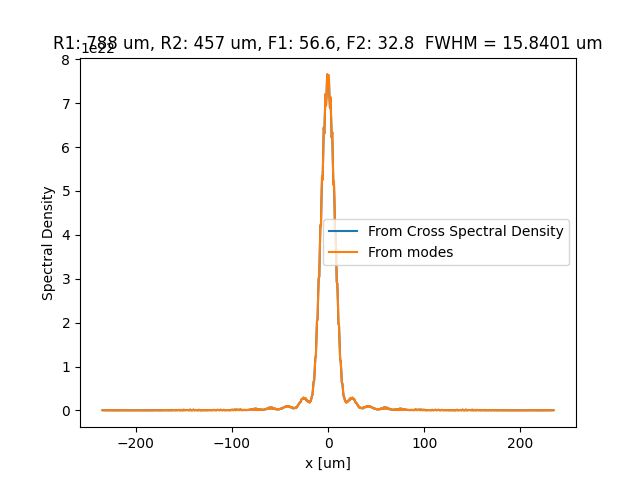 R1: 788 um, R2: 457 um, F1: 56.6, F2: 32.8  FWHM = 15.8401 um
1e22
8
7
6
5
4
3
2
1
0
Spectral Density
From Cross Spectral Density
From modes
−200
−100
0
100
200
x [um]